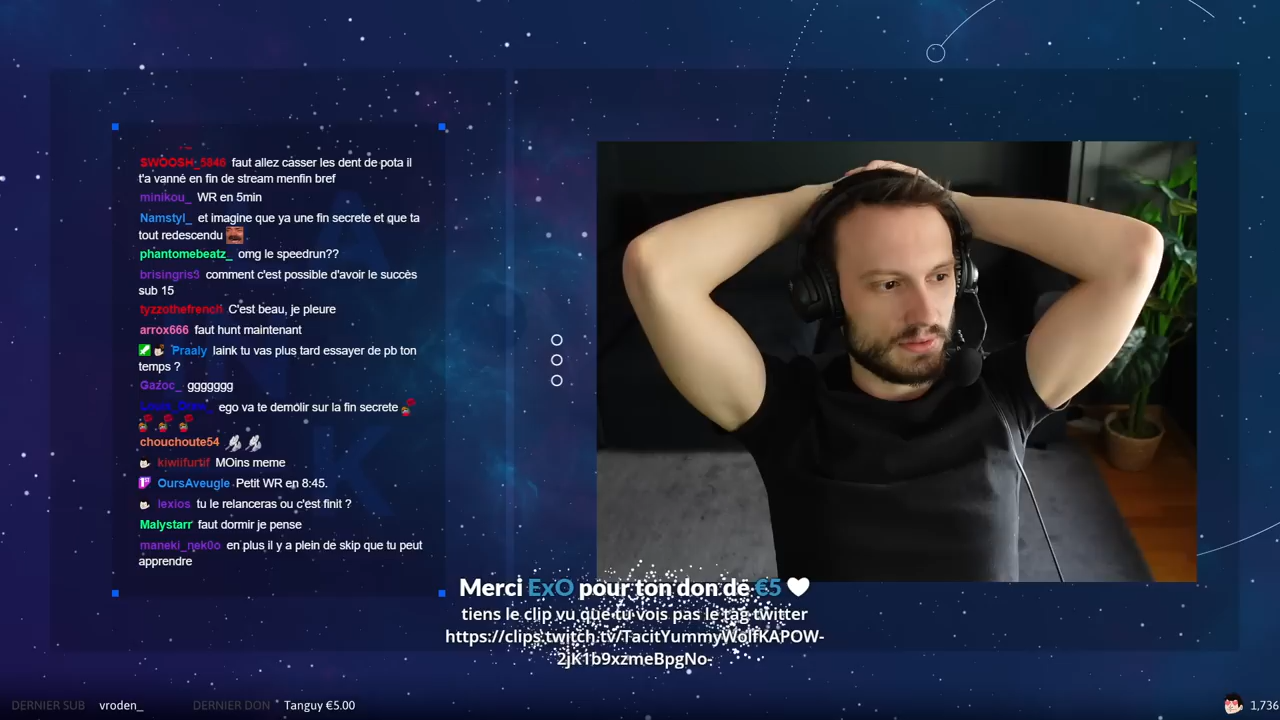 SWOOSH_5846 faut allez casser les dent de pota il
t'a vanné en fin de stream menfin bref
minikou_ WR en 5min
Namstyl_ et imagine que ya une fin secrete et que ta
tout redescendu
phantomebeatz_ omg le speedrun??
brisingris3 comment c'est possible d'avoir le succès
sub 15
tyzzothefrench C'est beau, je pleure
arrox666 faut hunt maintenant
Praaly laink tu vas plus tard essayer de pb ton
temps ?
Gazoc_ ggggggg
ego va te démolir sur la fin secrete
chouchoute54
kiwiifurtif MOins meme
OursAveugle Petit WR en 8:45.
lexios tu le relanceras ou c'est finit ?
Malystarr faut dormir je pense
maneki_nek0o en plus il y a plein de skip que tu peut
apprendre
Merci ExO pour ton don de €5
tiens le clip vu que tu vois pas le tag twitter
https://clips.twitch.tv/TacitYummyWolfKAPOW-
2jK1b9xzmeBpgNo-
DERNIER SUB vroden_ DERNIER DON Tanguy €5.00 1,736